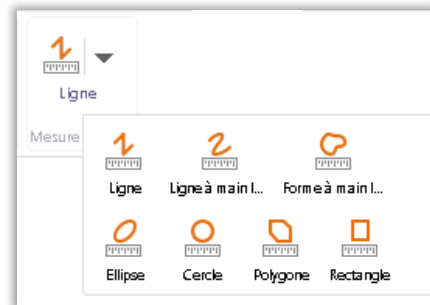 Ligne
Mesure
Ligne Ligne à main l... Forme à main l...
Ellipse Cercle Polygone Rectangle